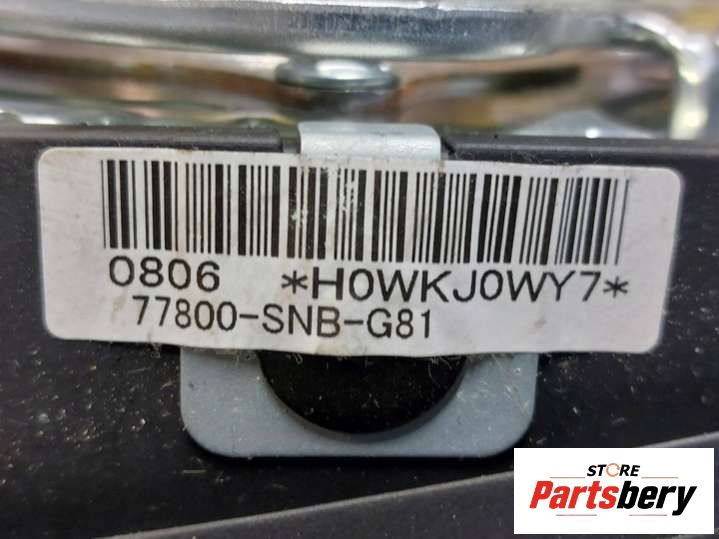 0806 *H0WKJ0WY7*
77800-SNB-G81
STORE
Partsbery